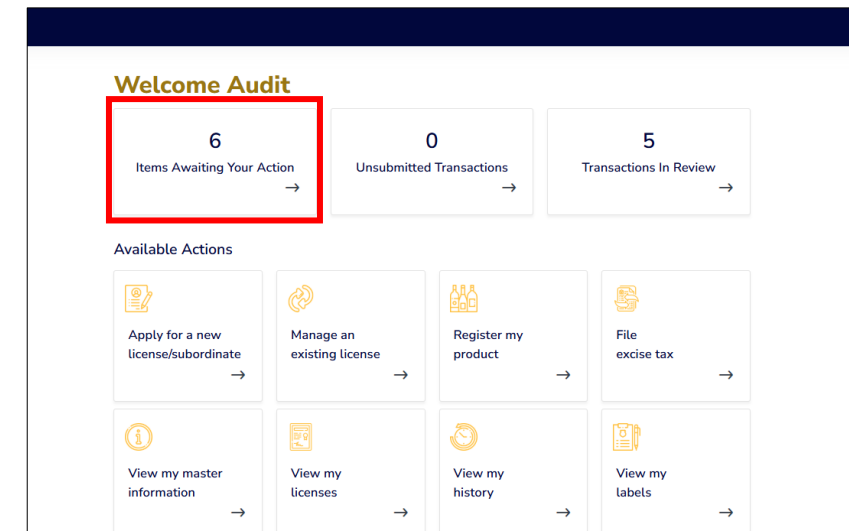 Welcome Audit
6
Items Awaiting Your Action
→
0
Unsubmitted Transactions
→
5
Transactions In Review
→
Available Actions
Apply for a new
license/subordinate
→
Manage an
existing license
→
Register my
product
→
File
excise tax
→
View my master
information
→
View my
licenses
→
View my
history
→
View my
labels
→